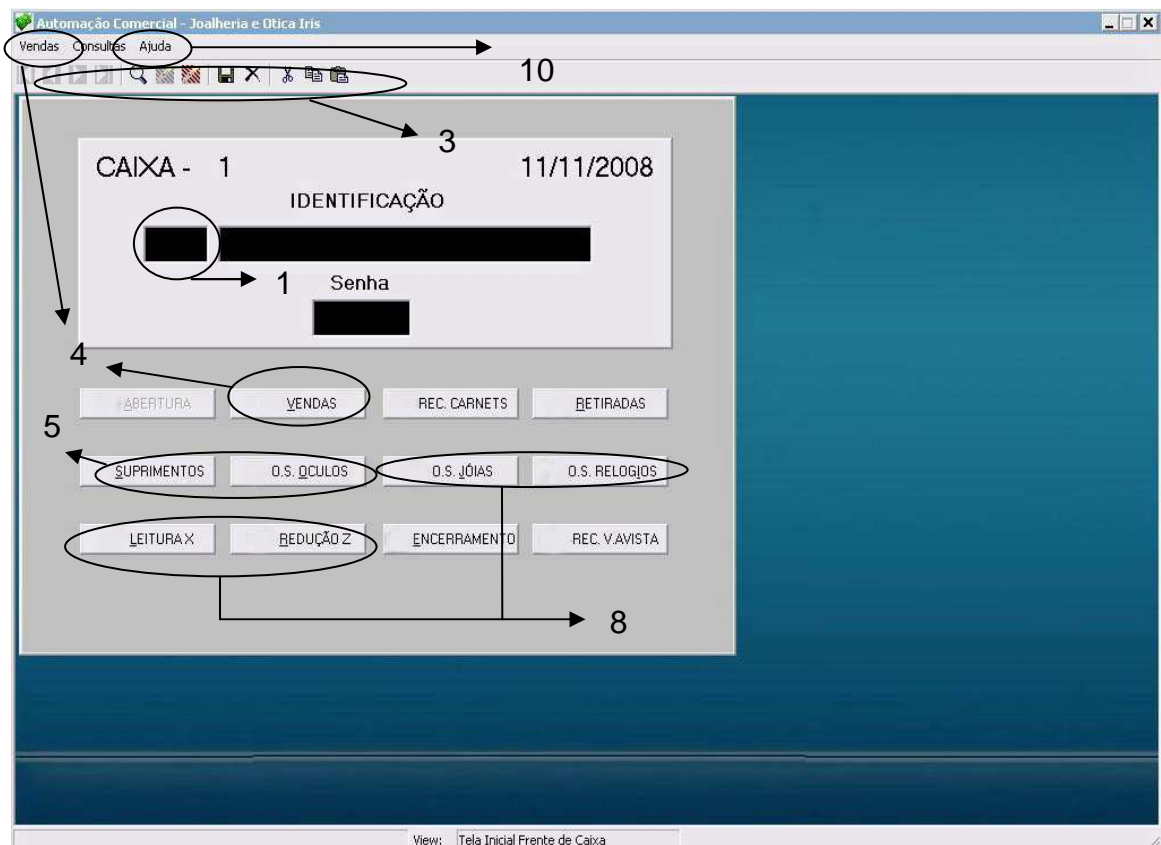 Automação Comercial - Joalheria e Otica Iris
Vendas Consultas Ajuda
10
3
CAIXA - 1 11/11/2008
IDENTIFICAÇÃO
1
Senha
4
ABERTURA VENDAS REC. CARNETS RETIRADAS
5
SUPRIMENTOS O.S. OCULOS O.S. JÓIAS O.S. RELOGIOS
LEITURA X REDUÇÃO Z ENCERRAMENTO REC. V.AVISTA
8
View: Tela Inicial Frente de Caixa